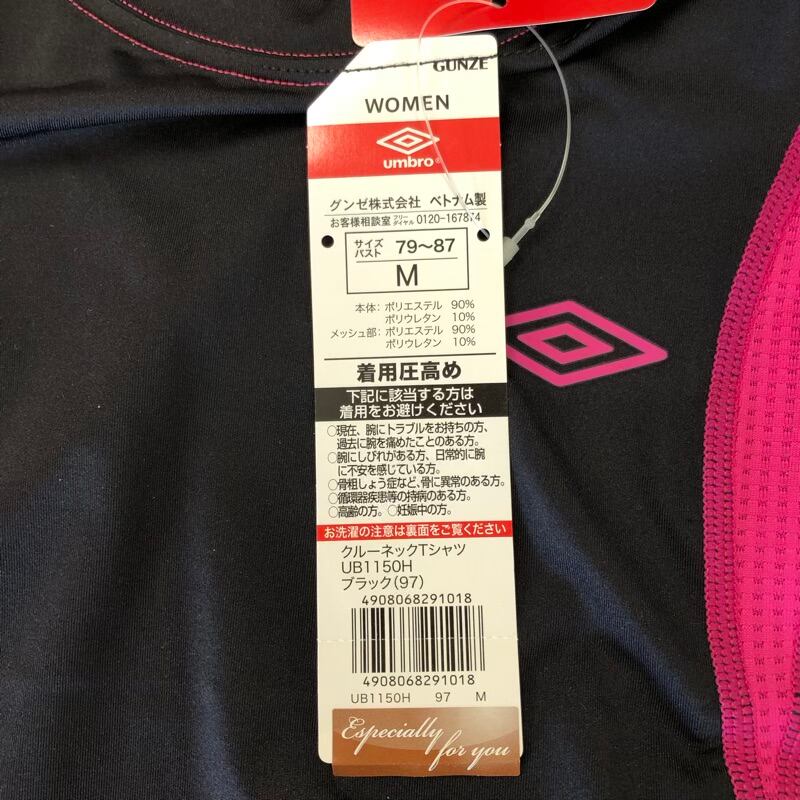 GUNZE
WOMEN
umbro®
グンゼ株式会社 ベトナム製
お客様相談室 フリーダイヤル 0120-167874
サイズ
バスト 79〜87
M
本体: ポリエステル 90%
ポリウレタン 10%
メッシュ部: ポリエステル 90%
ポリウレタン 10%
着用圧高め
下記に該当する方は
着用をお避けください
○現在、腕にトラブルをお持ちの方、
過去に腕を痛めたことのある方。
○腕にしびれがある方、日常的に腕
に不安を感じている方。
○骨粗しょう症など、骨に異常のある方。
○循環器疾患等の持病のある方。
○高齢の方。○妊娠中の方。
お洗濯の注意は裏面をご覧ください
クルーネックTシャツ
UB1150H
ブラック(97)
4908068291018
4908068291018
UB1150H 97 M
Especially
for you